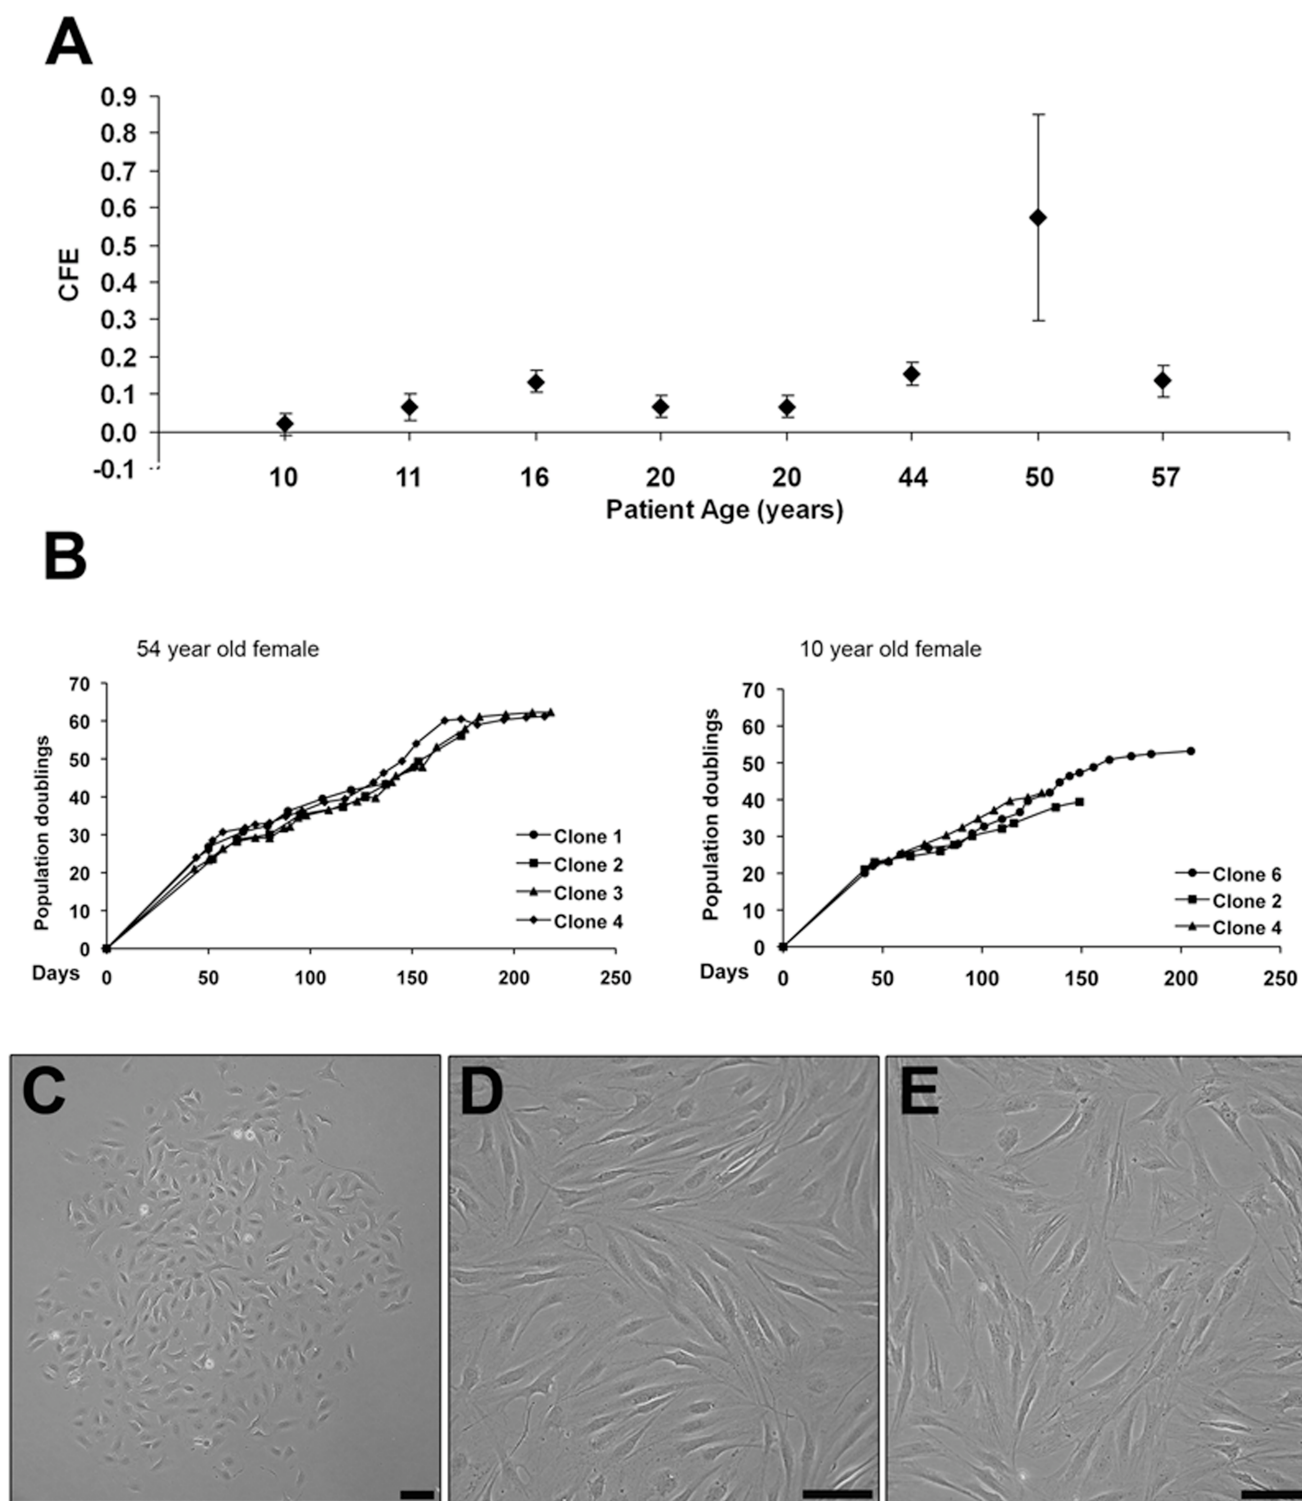 A
0.9
0.8
0.7
0.6
0.5
0.4
0.3
0.2
0.1
0.0
-0.1
CFE
10 11 16 20 20 44 50 57
Patient Age (years)
B
54 year old female
70
60
50
40
30
20
10
0
Population doublings
Clone 1
Clone 2
Clone 3
Clone 4
Days 0 50 100 150 200 250
10 year old female
70
60
50
40
30
20
10
0
Population doublings
Clone 6
Clone 2
Clone 4
Days 0 50 100 150 200 250
C
D
E